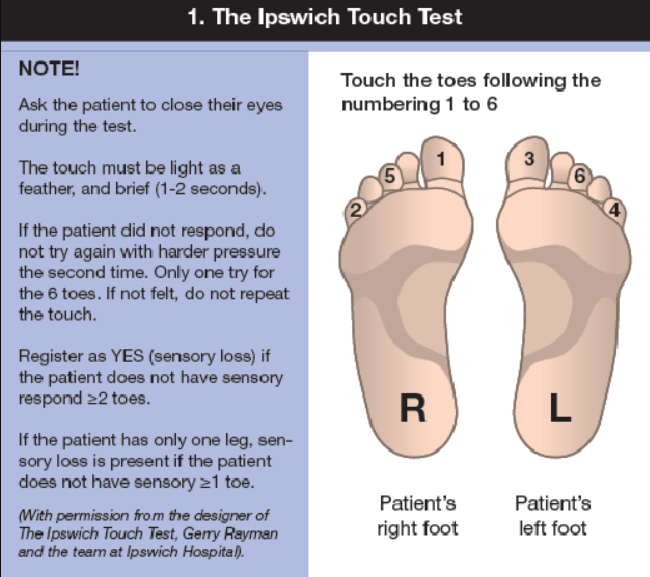 1. The Ipswich Touch Test
NOTE!
Ask the patient to close their eyes
during the test.
The touch must be light as a
feather, and brief (1-2 seconds).
If the patient did not respond, do
not try again with harder pressure
the second time. Only one try for
the 6 toes. If not felt, do not repeat
the touch.
Register as YES (sensory loss) if
the patient does not have sensory
respond ≥2 toes.
If the patient has only one leg, sen-
sory loss is present if the patient
does not have sensory ≥1 toe.
(With permission from the designer of
The Ipswich Touch Test, Gerry Rayman
and the team at Ipswich Hospital).
Touch the toes following the
numbering 1 to 6
1
3
5
6
2
4
R
L
Patient's
right foot
Patient's
left foot